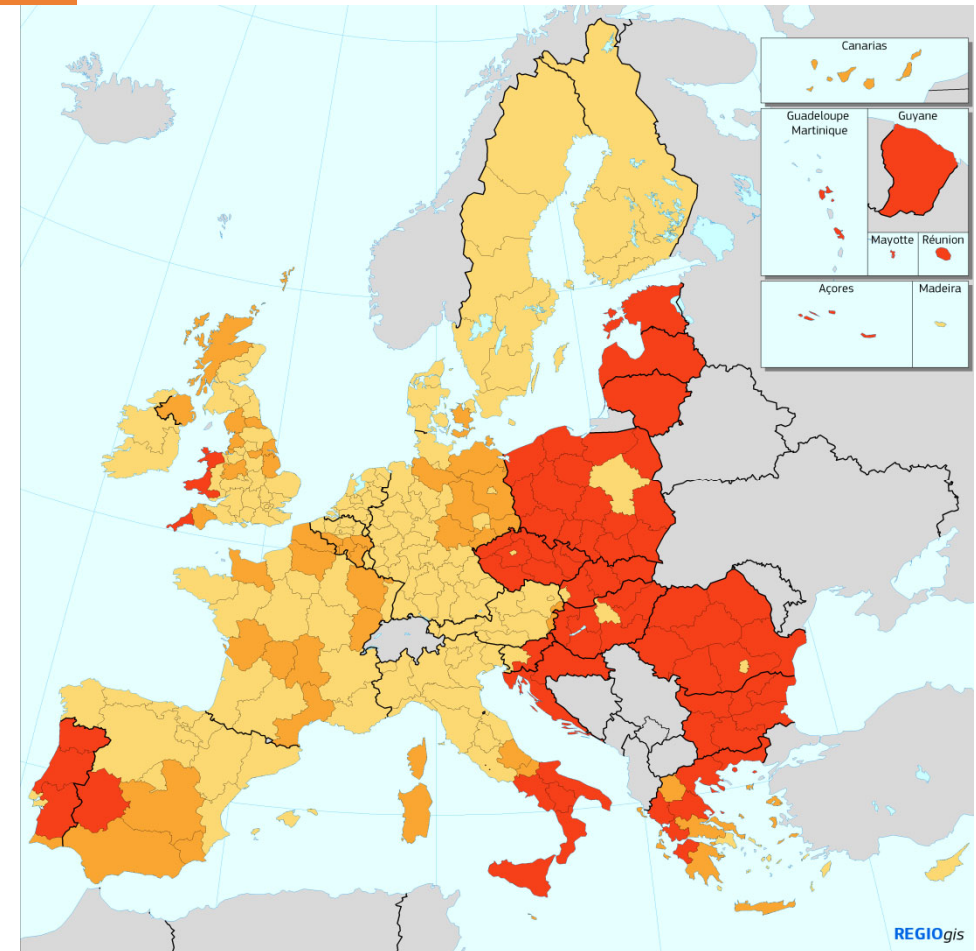 Canarias
Guadeloupe
Martinique
Guyane
Mayotte
Réunion
Açores
Madeira
REGIOgis